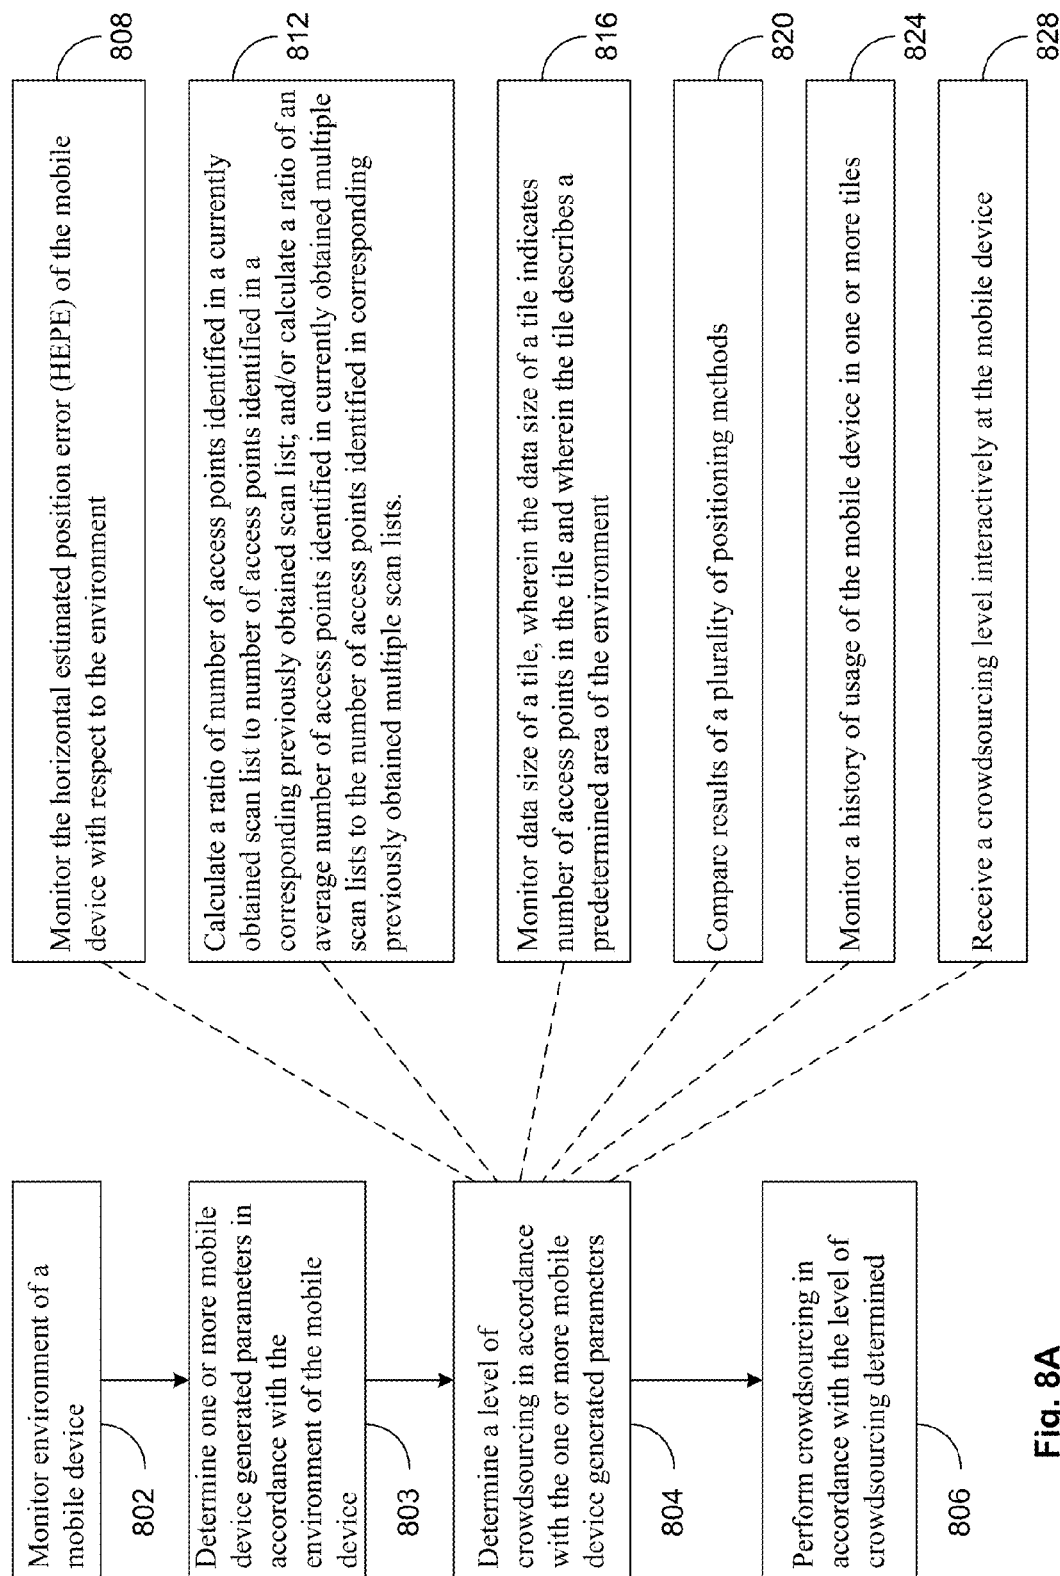 Monitor environment of a
mobile device
802
Determine one or more mobile
device generated parameters in
accordance with the
environment of the mobile
device
803
Determine a level of
crowdsourcing in accordance
with the one or more mobile
device generated parameters
804
Perform crowdsourcing in
accordance with the level of
crowdsourcing determined
806
Monitor the horizontal estimated position error (HEPE) of the mobile
device with respect to the environment
808
Calculate a ratio of number of access points identified in a currently
obtained scan list to number of access points identified in a
corresponding previously obtained scan list; and/or calculate a ratio of an
average number of access points identified in currently obtained multiple
scan lists to the number of access points identified in corresponding
previously obtained multiple scan lists.
812
Monitor data size of a tile, wherein the data size of a tile indicates
number of access points in the tile and wherein the tile describes a
predetermined area of the environment
816
Compare results of a plurality of positioning methods
820
Monitor a history of usage of the mobile device in one or more tiles
824
Receive a crowdsourcing level interactively at the mobile device
828
Fig. 8A